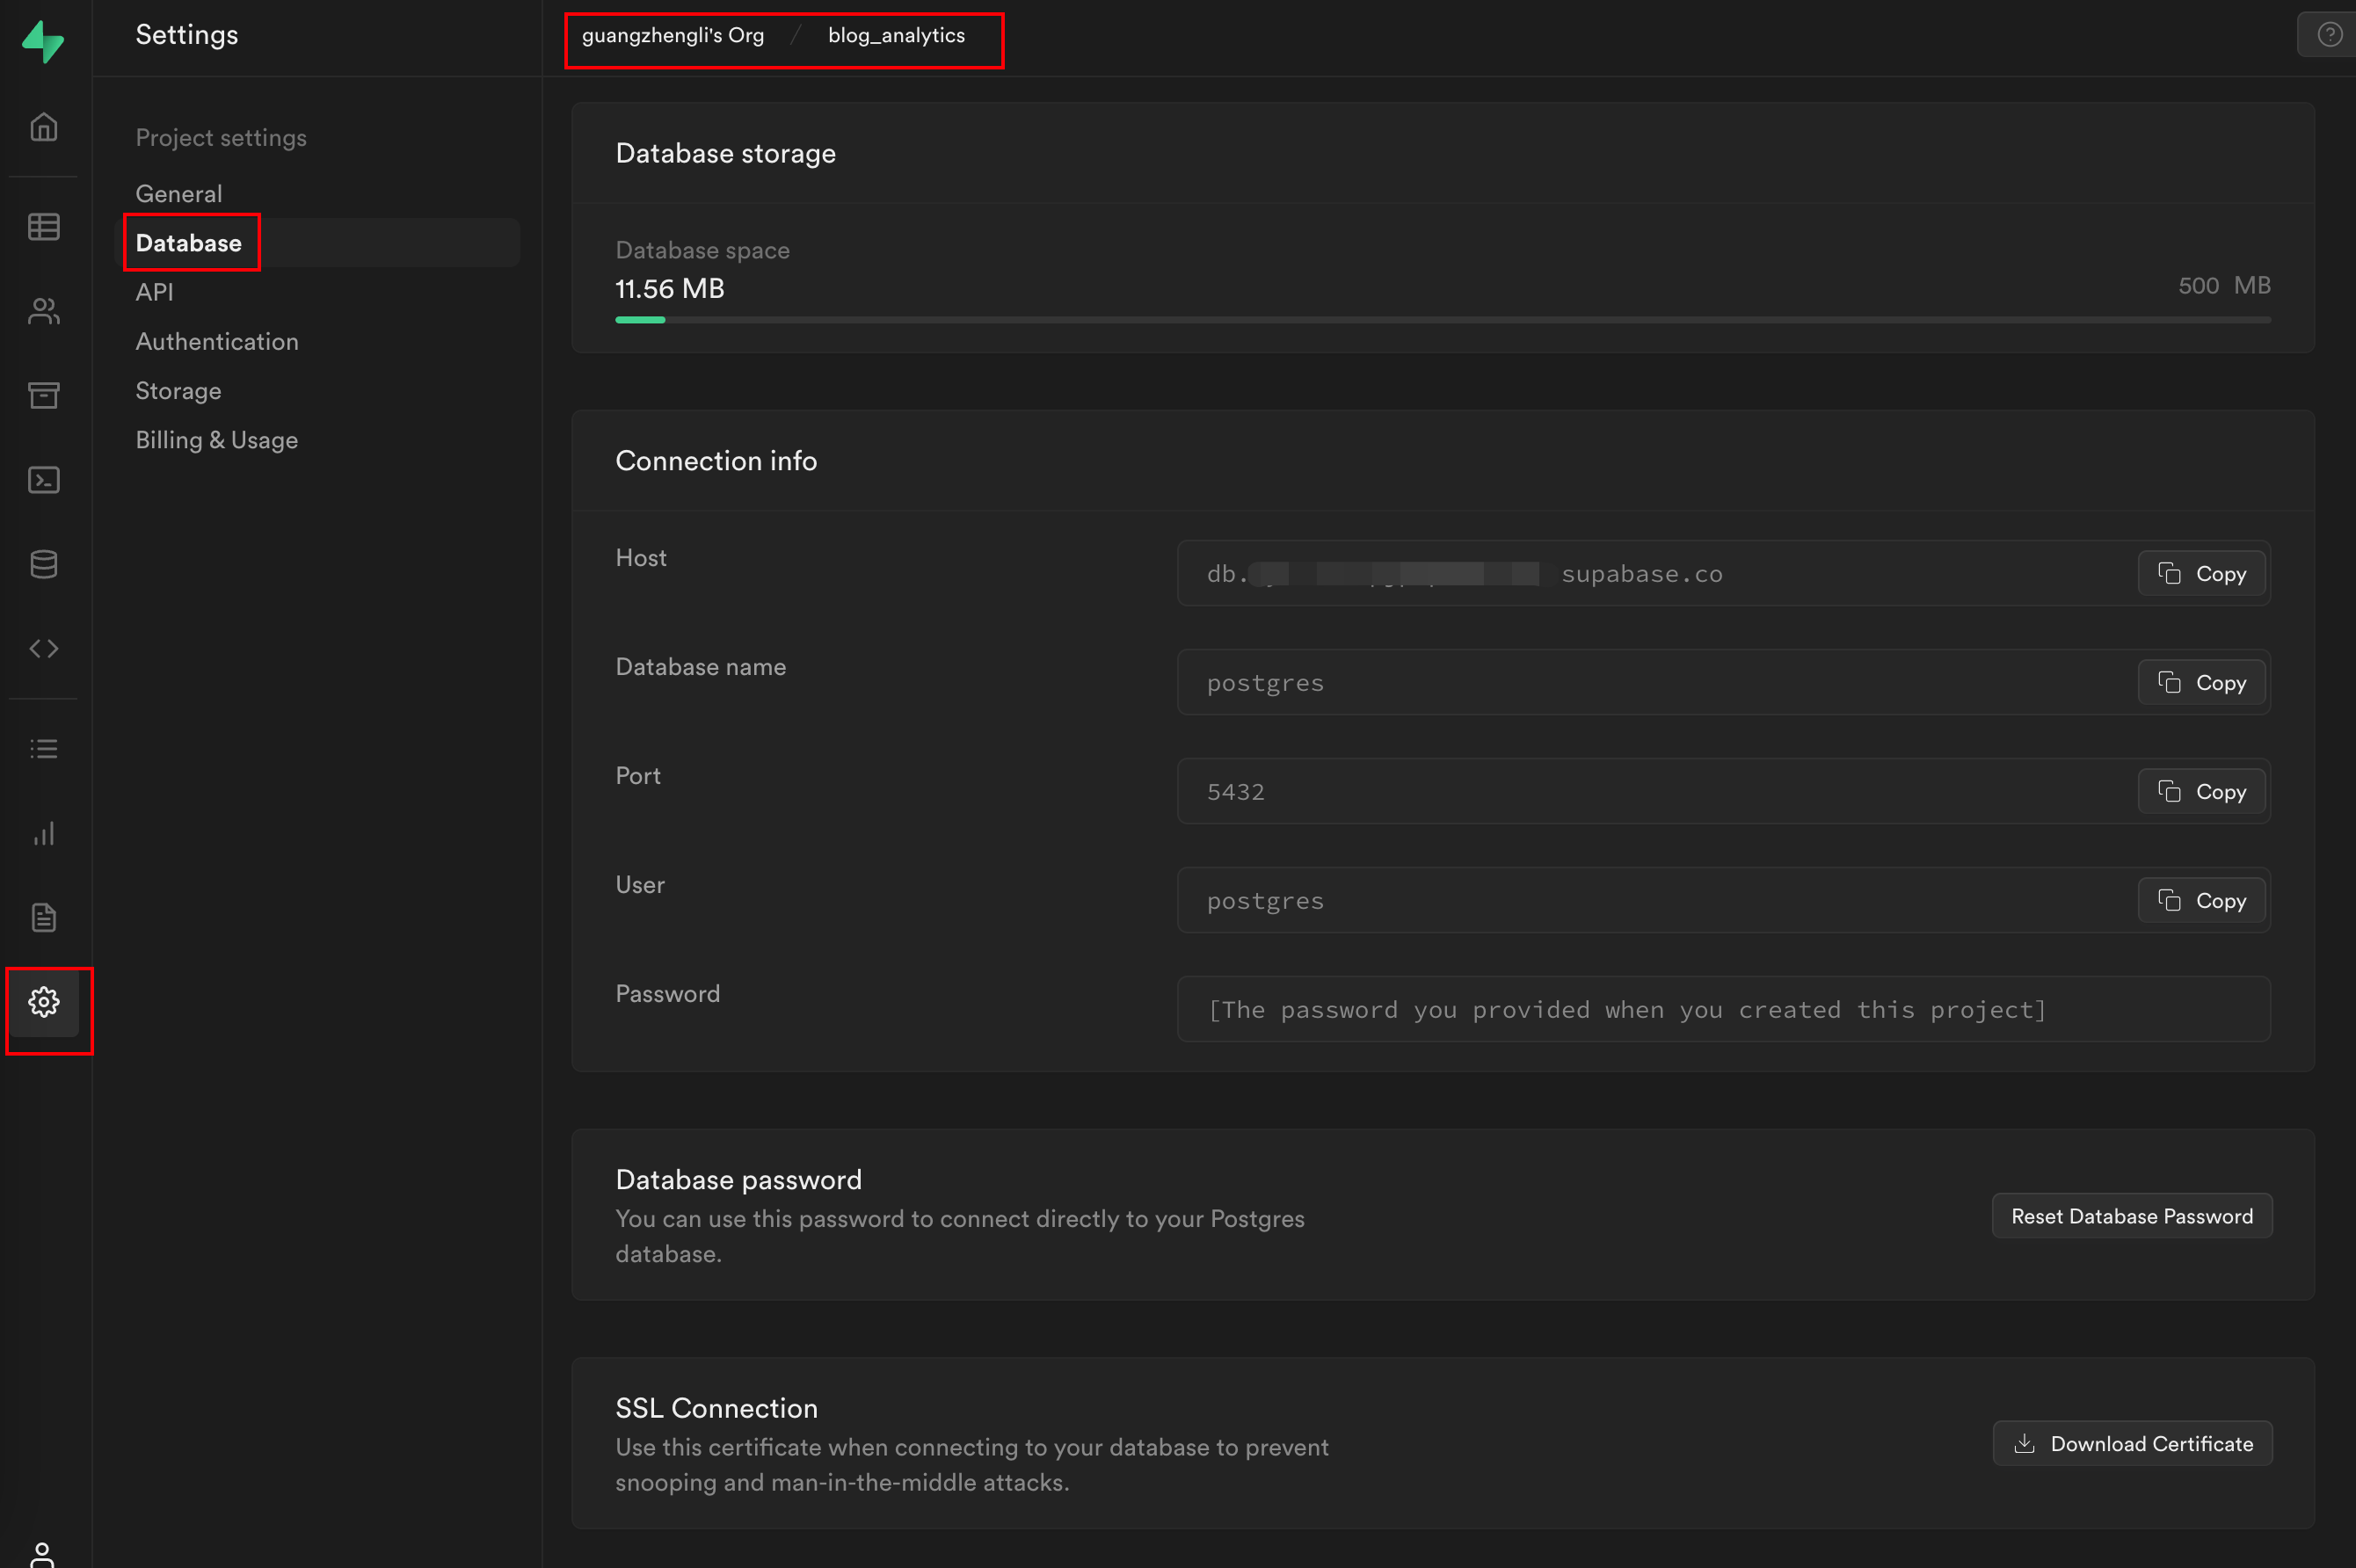 Settings
guangzhengli's Org / blog_analytics
Project settings
General
Database
API
Authentication
Storage
Billing & Usage
Database storage
Database space
11.56 MB
500 MB
Connection info
Host
db.
supabase.co
Copy
Database name
postgres
Copy
Port
5432
Copy
User
postgres
Copy
Password
[The password you provided when you created this project]
Database password
You can use this password to connect directly to your Postgres
database.
Reset Database Password
SSL Connection
Use this certificate when connecting to your database to prevent
snooping and man-in-the-middle attacks.
Download Certificate